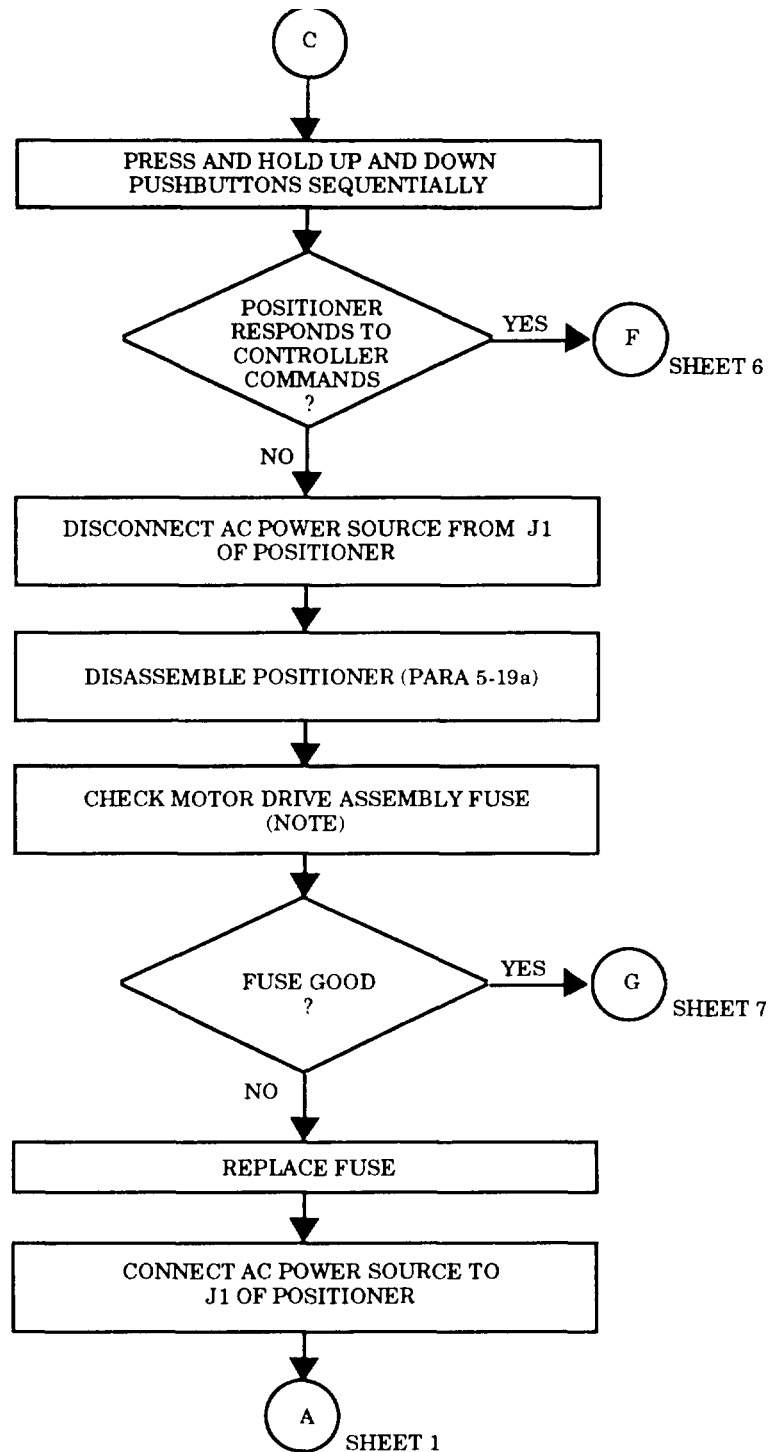 C
PRESS AND HOLD UP AND DOWN
PUSHBUTTONS SEQUENTIALLY
POSITIONER
RESPONDS TO
CONTROLLER
COMMANDS
?
YES
F
SHEET 6
NO
DISCONNECT AC POWER SOURCE FROM J1
OF POSITIONER
DISASSEMBLE POSITIONER (PARA 5-19a)
CHECK MOTOR DRIVE ASSEMBLY FUSE
(NOTE)
FUSE GOOD
?
YES
G
SHEET 7
NO
REPLACE FUSE
CONNECT AC POWER SOURCE TO
J1 OF POSITIONER
A
SHEET 1